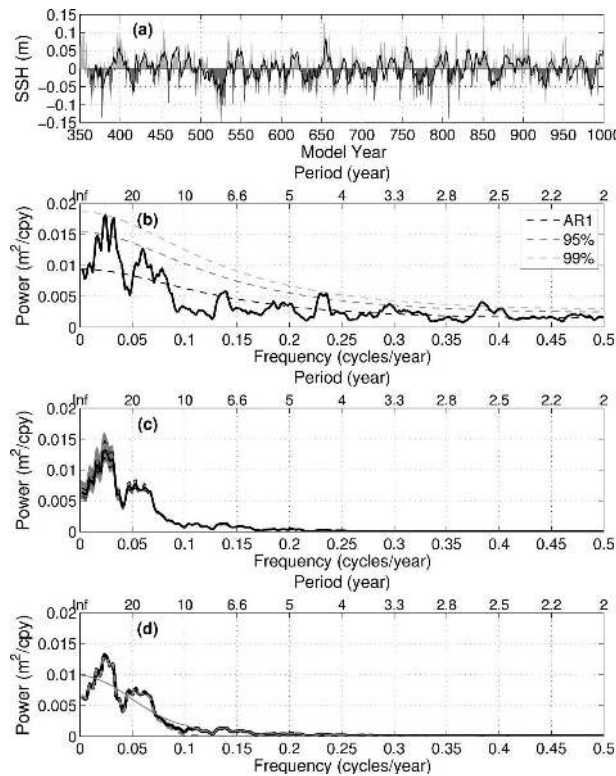 0.15
0.1
0.05
0
−0.05
−0.1
−0.15
SSH (m)
(a)
350 400 450 500 550 600 650 700 750 800 850 900 950 1000
Model Year
Period (year)
Inf 20 10 6.6 5 4 3.3 2.8 2.5 2.2 2
0.02
0.015
0.01
0.005
0
Power (m²/cpy)
(b)
AR1
95%
99%
0 0.05 0.1 0.15 0.2 0.25 0.3 0.35 0.4 0.45 0.5
Frequency (cycles/year)
Period (year)
Inf 20 10 6.6 5 4 3.3 2.8 2.5 2.2 2
0.02
0.015
0.01
0.005
0
Power (m²/cpy)
(c)
0 0.05 0.1 0.15 0.2 0.25 0.3 0.35 0.4 0.45 0.5
Frequency (cycles/year)
Period (year)
Inf 20 10 6.6 5 4 3.3 2.8 2.5 2.2 2
0.02
0.015
0.01
0.005
0
Power (m²/cpy)
(d)
0 0.05 0.1 0.15 0.2 0.25 0.3 0.35 0.4 0.45 0.5
Frequency (cycles/year)